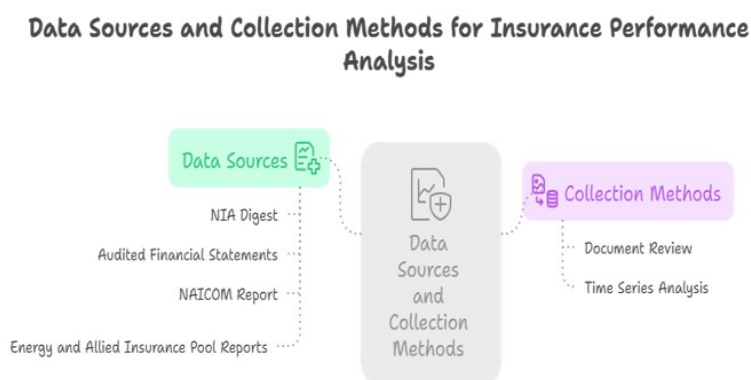 Data Sources and Collection Methods for Insurance Performance
Analysis
Data Sources
NIA Digest
Audited Financial Statements
NAICOM Report
Energy and Allied Insurance Pool Reports
Data
Sources
and
Collection
Methods
Collection Methods
Document Review
Time Series Analysis